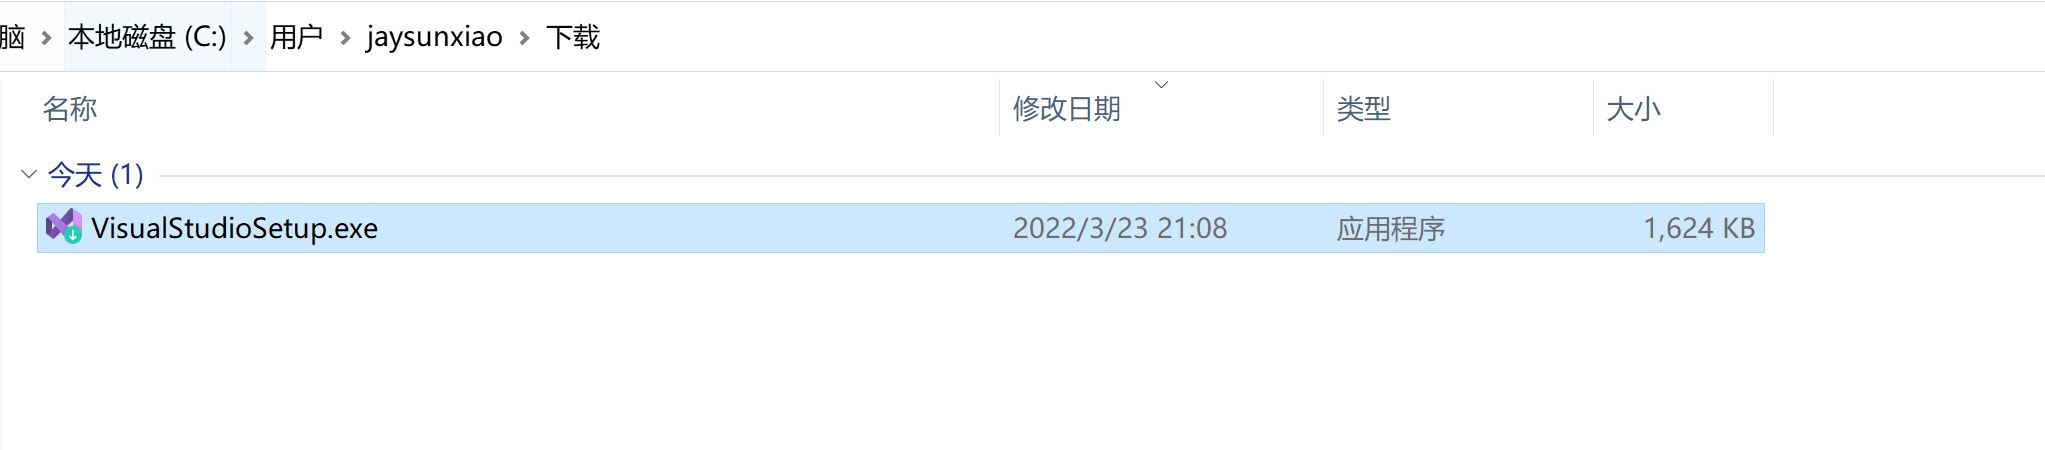 脑 > 本地磁盘 (C:) > 用户 > jaysunxiao > 下载
名称 修改日期 类型 大小
今天 (1)
VisualStudioSetup.exe 2022/3/23 21:08 应用程序 1,624 KB